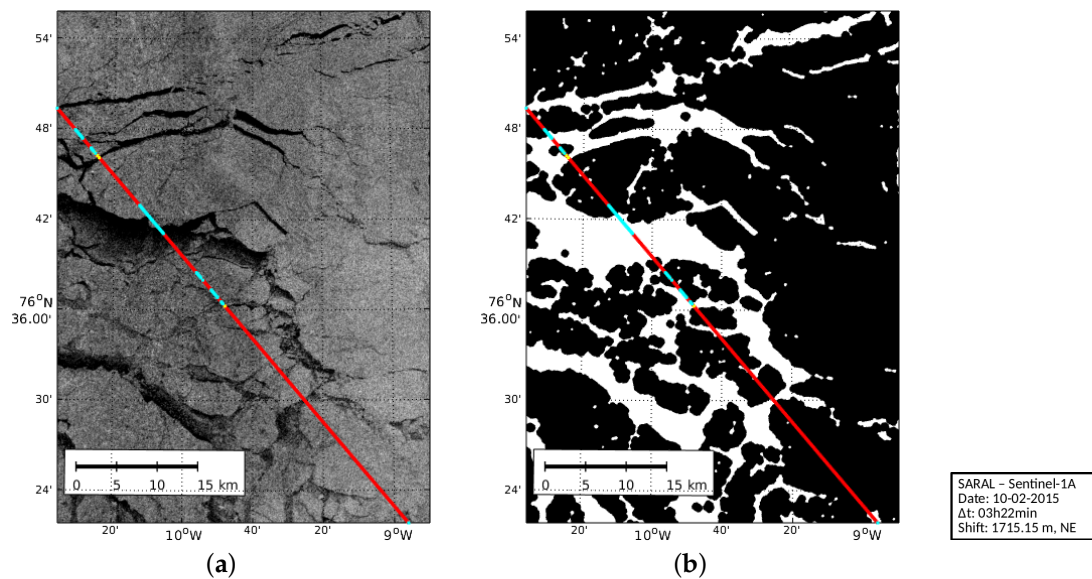 54'
48'
42'
76°N
36.00'
30'
24'
0 5 10 15 km
20' 10°W 40' 20' 9°W
(a)
54'
48'
42'
76°N
36.00'
30'
24'
0 5 10 15 km
20' 10°W 40' 20' 9°W
(b)
SARAL – Sentinel-1A
Date: 10-02-2015
Δt: 03h22min
Shift: 1715.15 m, NE